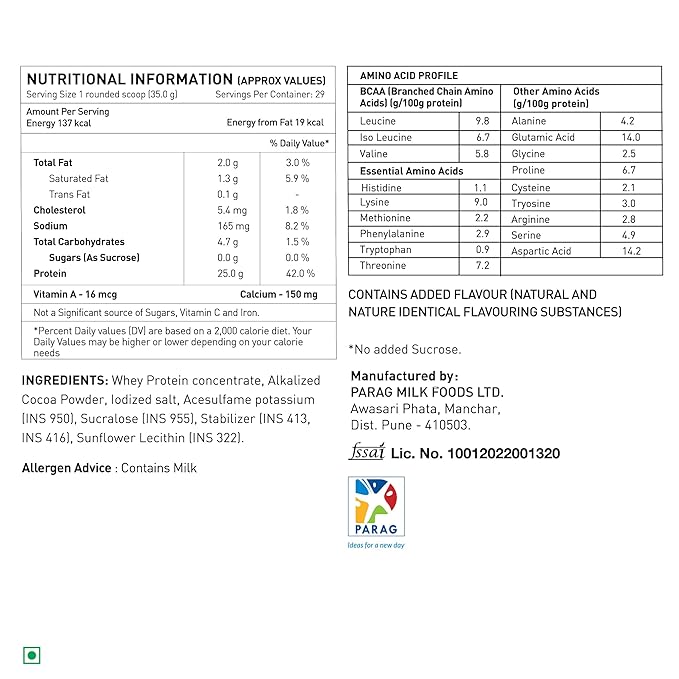 NUTRITIONAL INFORMATION (APPROX VALUES)
Serving Size 1 rounded scoop (35.0 g) Servings Per Container: 29
Amount Per Serving
Energy 137 kcal Energy from Fat 19 kcal
% Daily Value*
Total Fat 2.0 g 3.0 %
Saturated Fat 1.3 g 5.9 %
Trans Fat 0.1 g -
Cholesterol 5.4 mg 1.8 %
Sodium 165 mg 8.2 %
Total Carbohydrates 4.7 g 1.5 %
Sugars (As Sucrose) 0.0 g 0.0 %
Protein 25.0 g 42.0 %
Vitamin A - 16 mcg Calcium - 150 mg
Not a Significant source of Sugars, Vitamin C and Iron.
*Percent Daily values (DV) are based on a 2,000 calorie diet. Your
Daily Values may be higher or lower depending on your calorie
needs
INGREDIENTS: Whey Protein concentrate, Alkalized
Cocoa Powder, Iodized salt, Acesulfame potassium
(INS 950), Sucralose (INS 955), Stabilizer (INS 413,
INS 416), Sunflower Lecithin (INS 322).
Allergen Advice : Contains Milk
AMINO ACID PROFILE
BCAA (Branched Chain Amino
Acids) (g/100g protein)
Leucine 9.8
Iso Leucine 6.7
Valine 5.8
Essential Amino Acids
Histidine 1.1
Lysine 9.0
Methionine 2.2
Phenylalanine 2.9
Tryptophan 0.9
Threonine 7.2
Other Amino Acids
(g/100g protein)
Alanine 4.2
Glutamic Acid 14.0
Glycine 2.5
Proline 6.7
Cysteine 2.1
Tryosine 3.0
Arginine 2.8
Serine 4.9
Aspartic Acid 14.2
CONTAINS ADDED FLAVOUR (NATURAL AND
NATURE IDENTICAL FLAVOURING SUBSTANCES)
*No added Sucrose.
Manufactured by:
PARAG MILK FOODS LTD.
Awasari Phata, Manchar,
Dist. Pune - 410503.
fssai Lic. No. 10012022001320
PARAG
Ideas for a new day